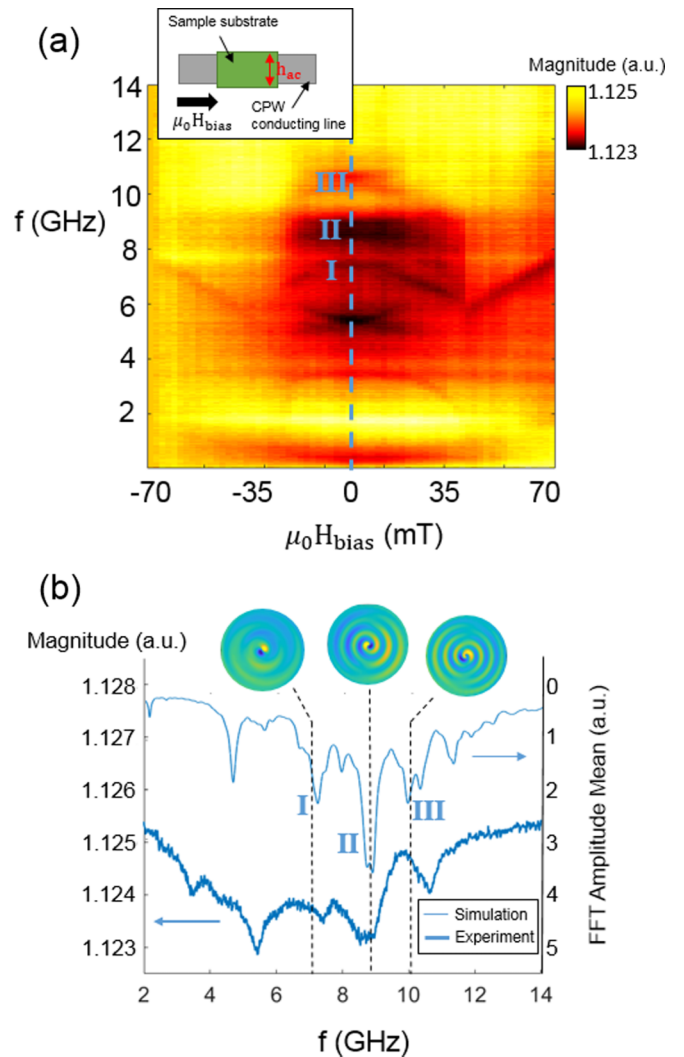 (a)
Sample substrate
h_ac
μ₀H_bias
CPW
conducting line
Magnitude (a.u.)
1.125
1.123
f (GHz)
14
12
10
8
6
4
2
III
II
I
-70
-35
0
35
70
μ₀H_bias (mT)
(b)
Magnitude (a.u.)
1.128
1.127
1.126
1.125
1.124
1.123
0
1
2
3
4
5
FFT Amplitude Mean (a.u.)
I
II
III
Simulation
Experiment
2
4
6
8
10
12
14
f (GHz)